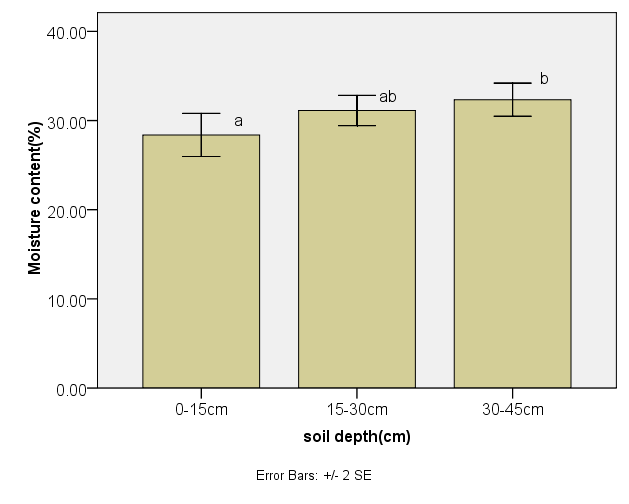 Moisture content(%)
40.00
30.00
20.00
10.00
0.00
a
ab
b
0-15cm
15-30cm
30-45cm
soil depth(cm)
Error Bars: +/- 2 SE